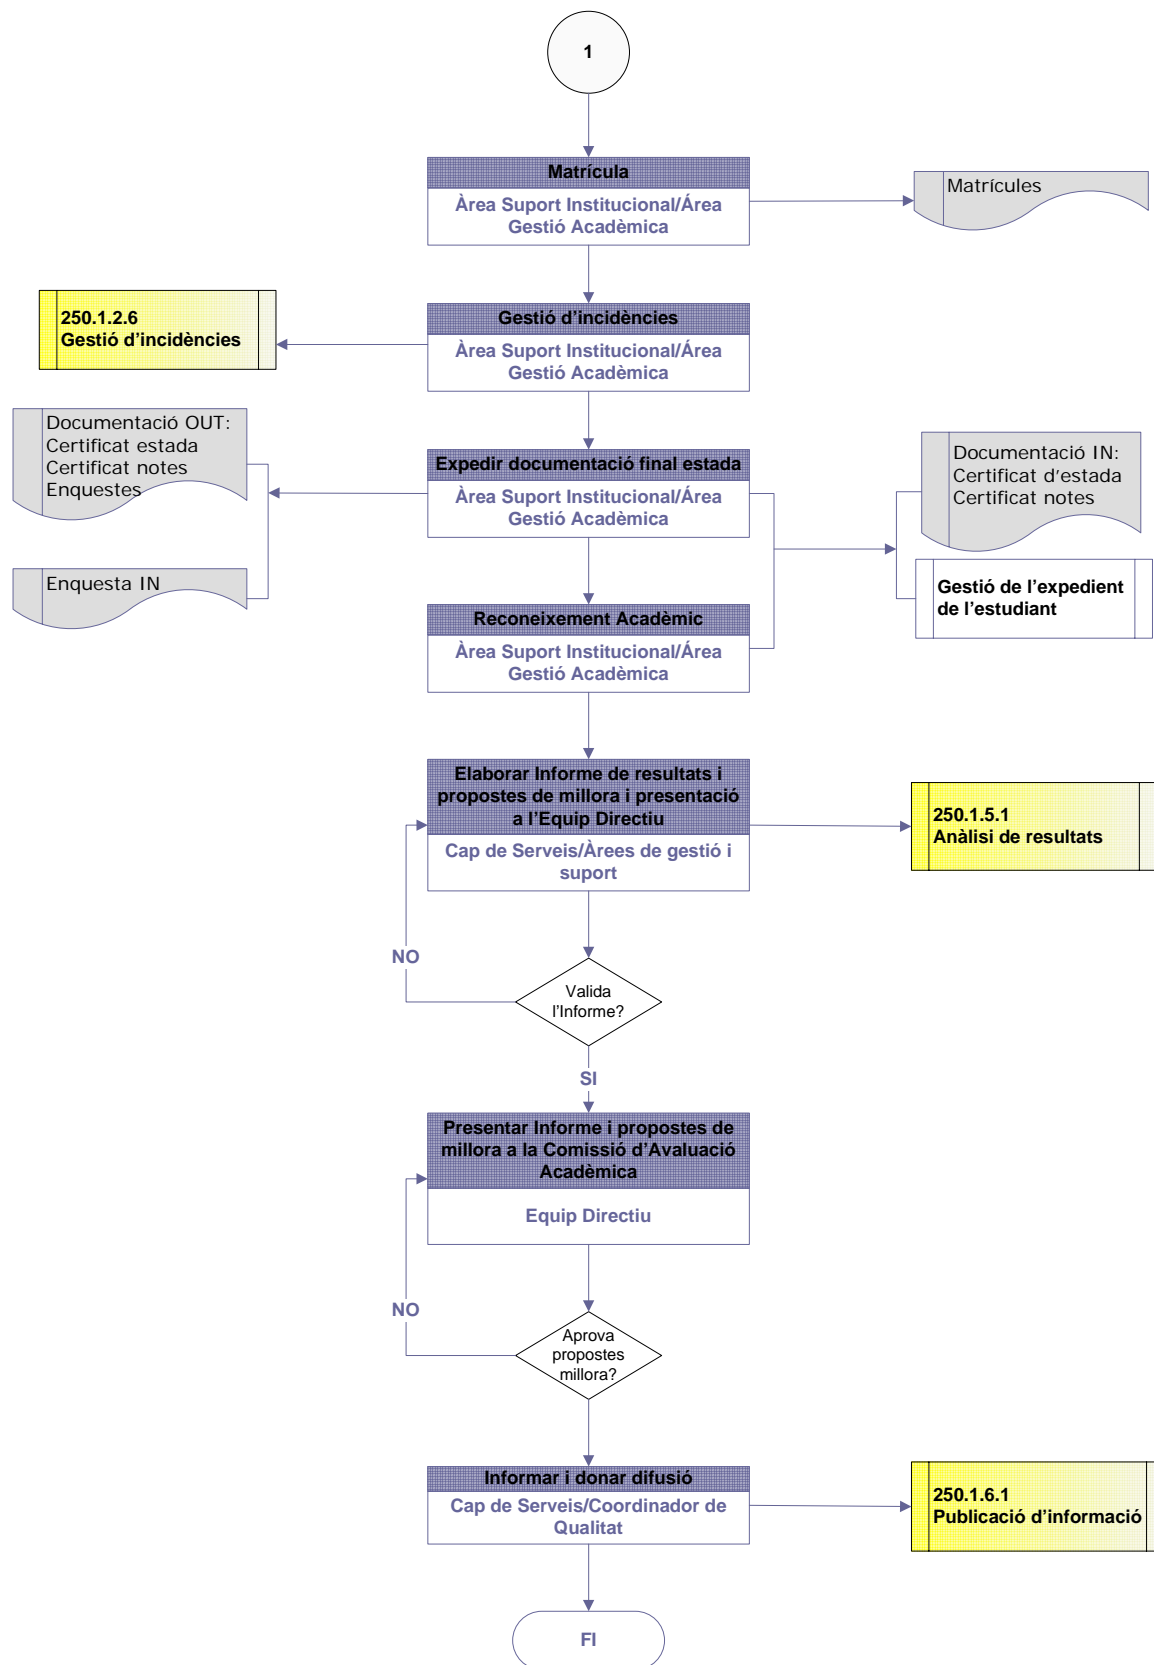 1
Matrícula
Àrea Suport Institucional/Área
Gestió Acadèmica
Matrícules
Gestió d'incidències
Àrea Suport Institucional/Área
Gestió Acadèmica
250.1.2.6
Gestió d'incidències
Documentació OUT:
Certificat estada
Certificat notes
Enquestes
Enquesta IN
Expedir documentació final estada
Àrea Suport Institucional/Área
Gestió Acadèmica
Documentació IN:
Certificat d'estada
Certificat notes
Gestió de l'expedient
de l'estudiant
Reconeixement Acadèmic
Àrea Suport Institucional/Área
Gestió Acadèmica
Elaborar Informe de resultats i
propostes de millora i presentació
a l'Equip Directiu
Cap de Serveis/Àrees de gestió i
suport
250.1.5.1
Anàlisi de resultats
NO
Valida
l'Informe?
SI
Presentar Informe i propostes de
millora a la Comissió d'Avaluació
Acadèmica
Equip Directiu
NO
Aprova
propostes
millora?
Informar i donar difusió
Cap de Serveis/Coordinador de
Qualitat
250.1.6.1
Publicació d'informació
FI